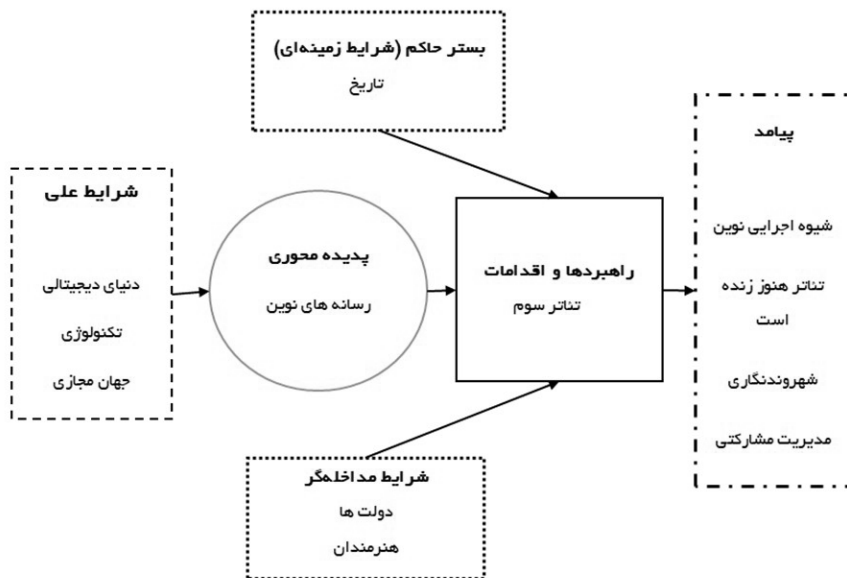 بستر حاکم (شرایط زمینه‌ای)
تاریخ
پیامد
شیوه اجرایی نوین
تئاتر هنوز زنده
است
شهروندنگاری
مدیریت مشارکتی
راهبردها و اقدامات
تئاتر سوم
پدیده محوری
رسانه های نوین
شرایط علی
دنیای دیجیتالی
تکنولوژی
جهان مجازی
شرایط مداخله‌گر
دولت ها
هنرمندان